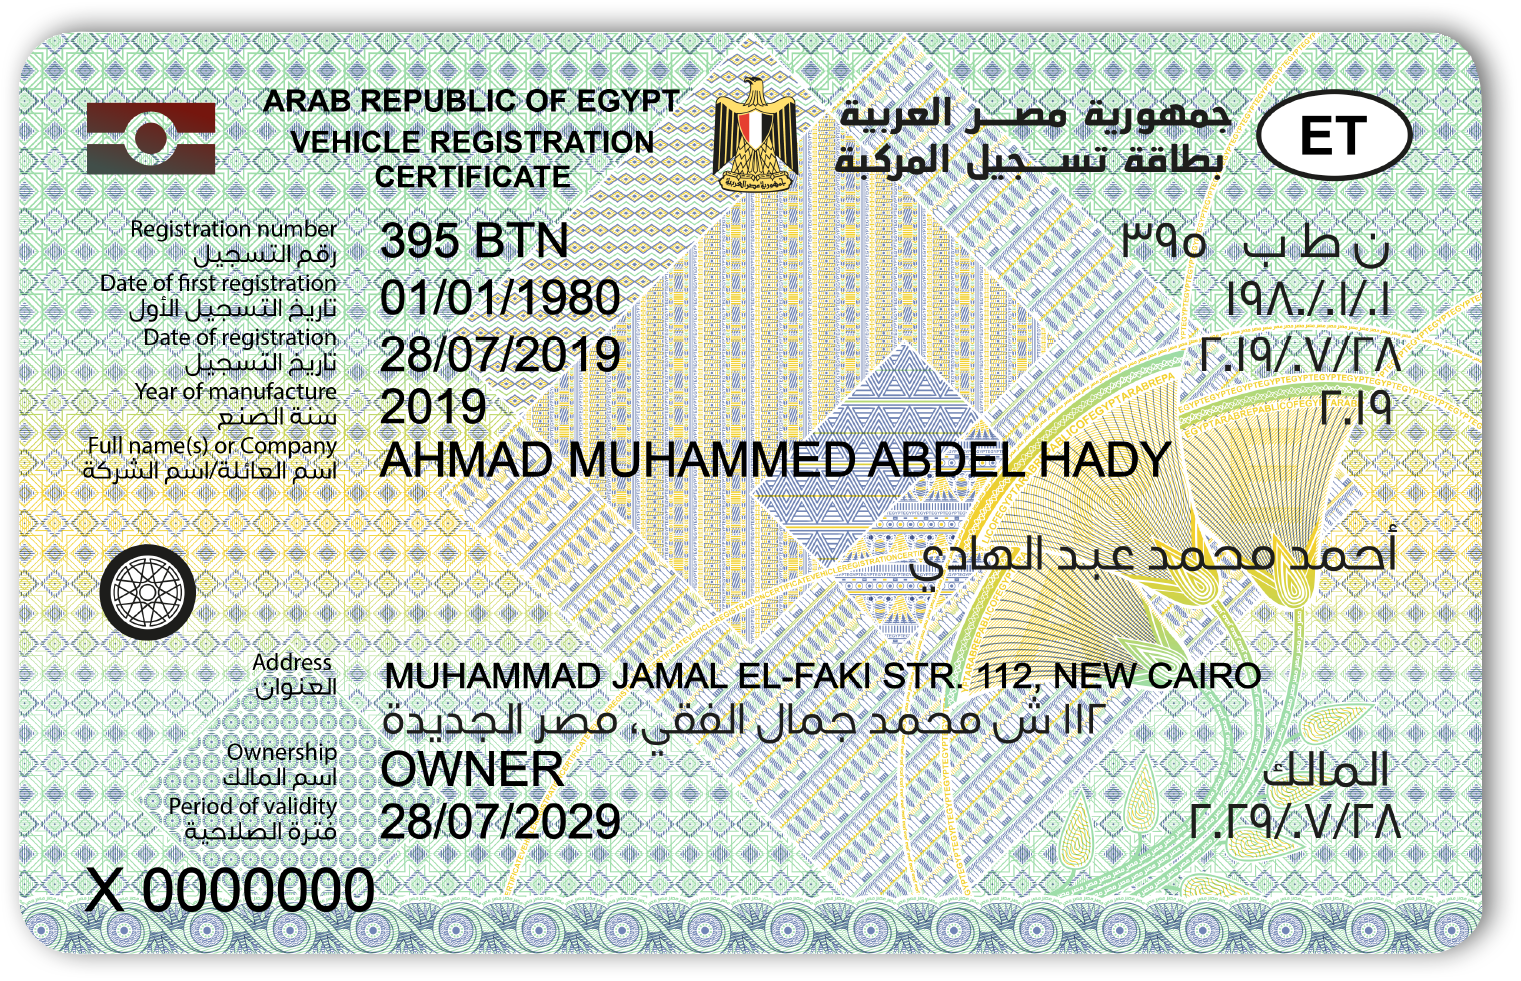 ARAB REPUBLIC OF EGYPT
VEHICLE REGISTRATION
CERTIFICATE
جمهورية مصر العربية
جمهورية مصر العربية
بطاقة تسجيل المركبة
ET
Registration number
رقم التسجيل
395 BTN
ن ط ب ٣٩٥
Date of first registration
تاريخ التسجيل الأول
01/01/1980
٠١/٠١/١٩٨٠
Date of registration
تاريخ التسجيل
28/07/2019
٢٨/٠٧/٢٠١٩
Year of manufacture
سنة الصنع
2019
٢٠١٩
Full name(s) or Company
اسم العائلة/اسم الشركة
AHMAD MUHAMMED ABDEL HADY
أحمد محمد عبد الهادي
Address
العنوان
MUHAMMAD JAMAL EL-FAKI STR. 112, NEW CAIRO
١١٢ ش محمد جمال الفقي، مصر الجديدة
Ownership
اسم المالك
OWNER
المالك
Period of validity
فترة الصلاحية
28/07/2029
٢٨/٠٧/٢٠٢٩
X 0000000